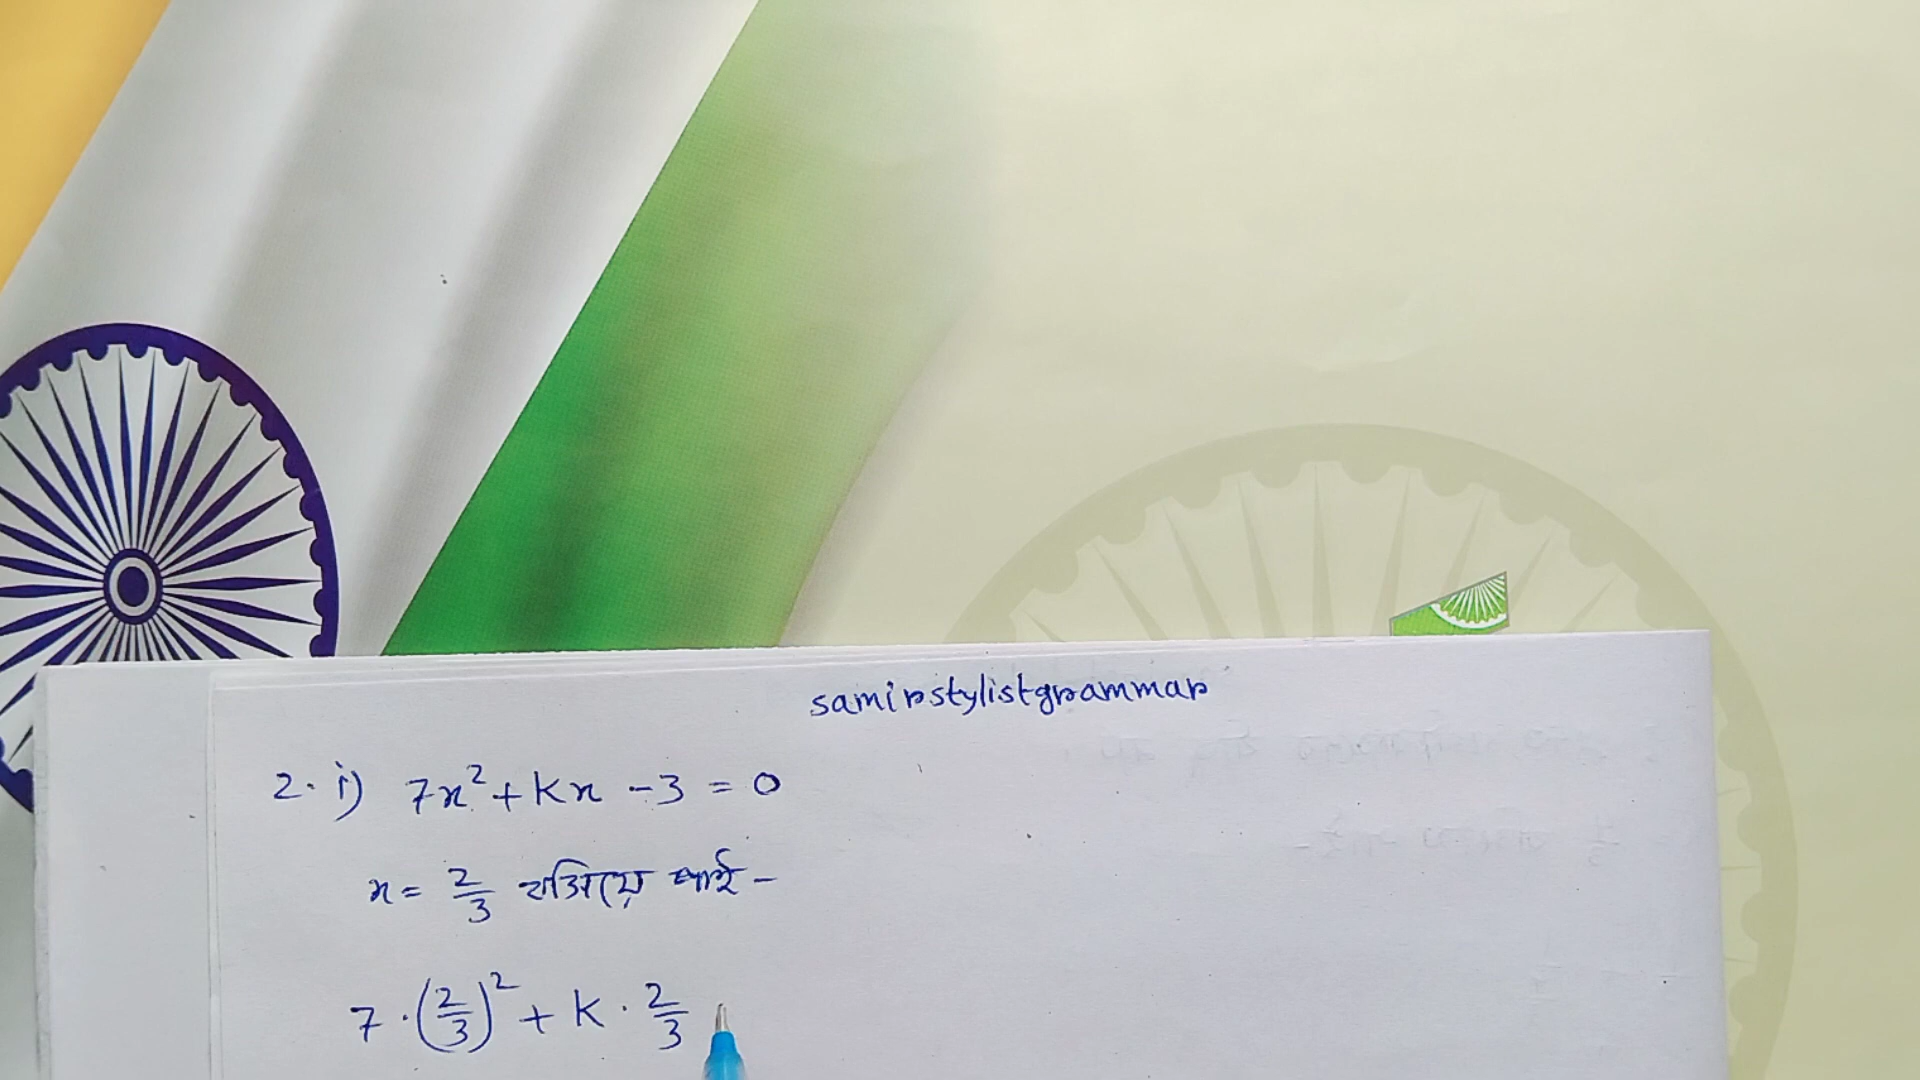 samirstylistgrammar
2. i) 7x² + kx - 3 = 0
x = 2/3 বসিয়ে পাই -
7 · (2/3)² + k · 2/3